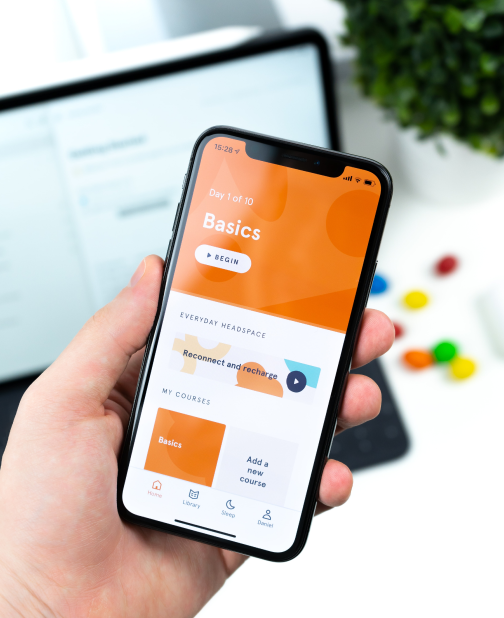 15:28
Day 1 of 10
Basics
BEGIN
EVERYDAY HEADSPACE
Reconnect and recharge
MY COURSES
Basics
Add a
new
course
Home
Library
Sleep
Daniel